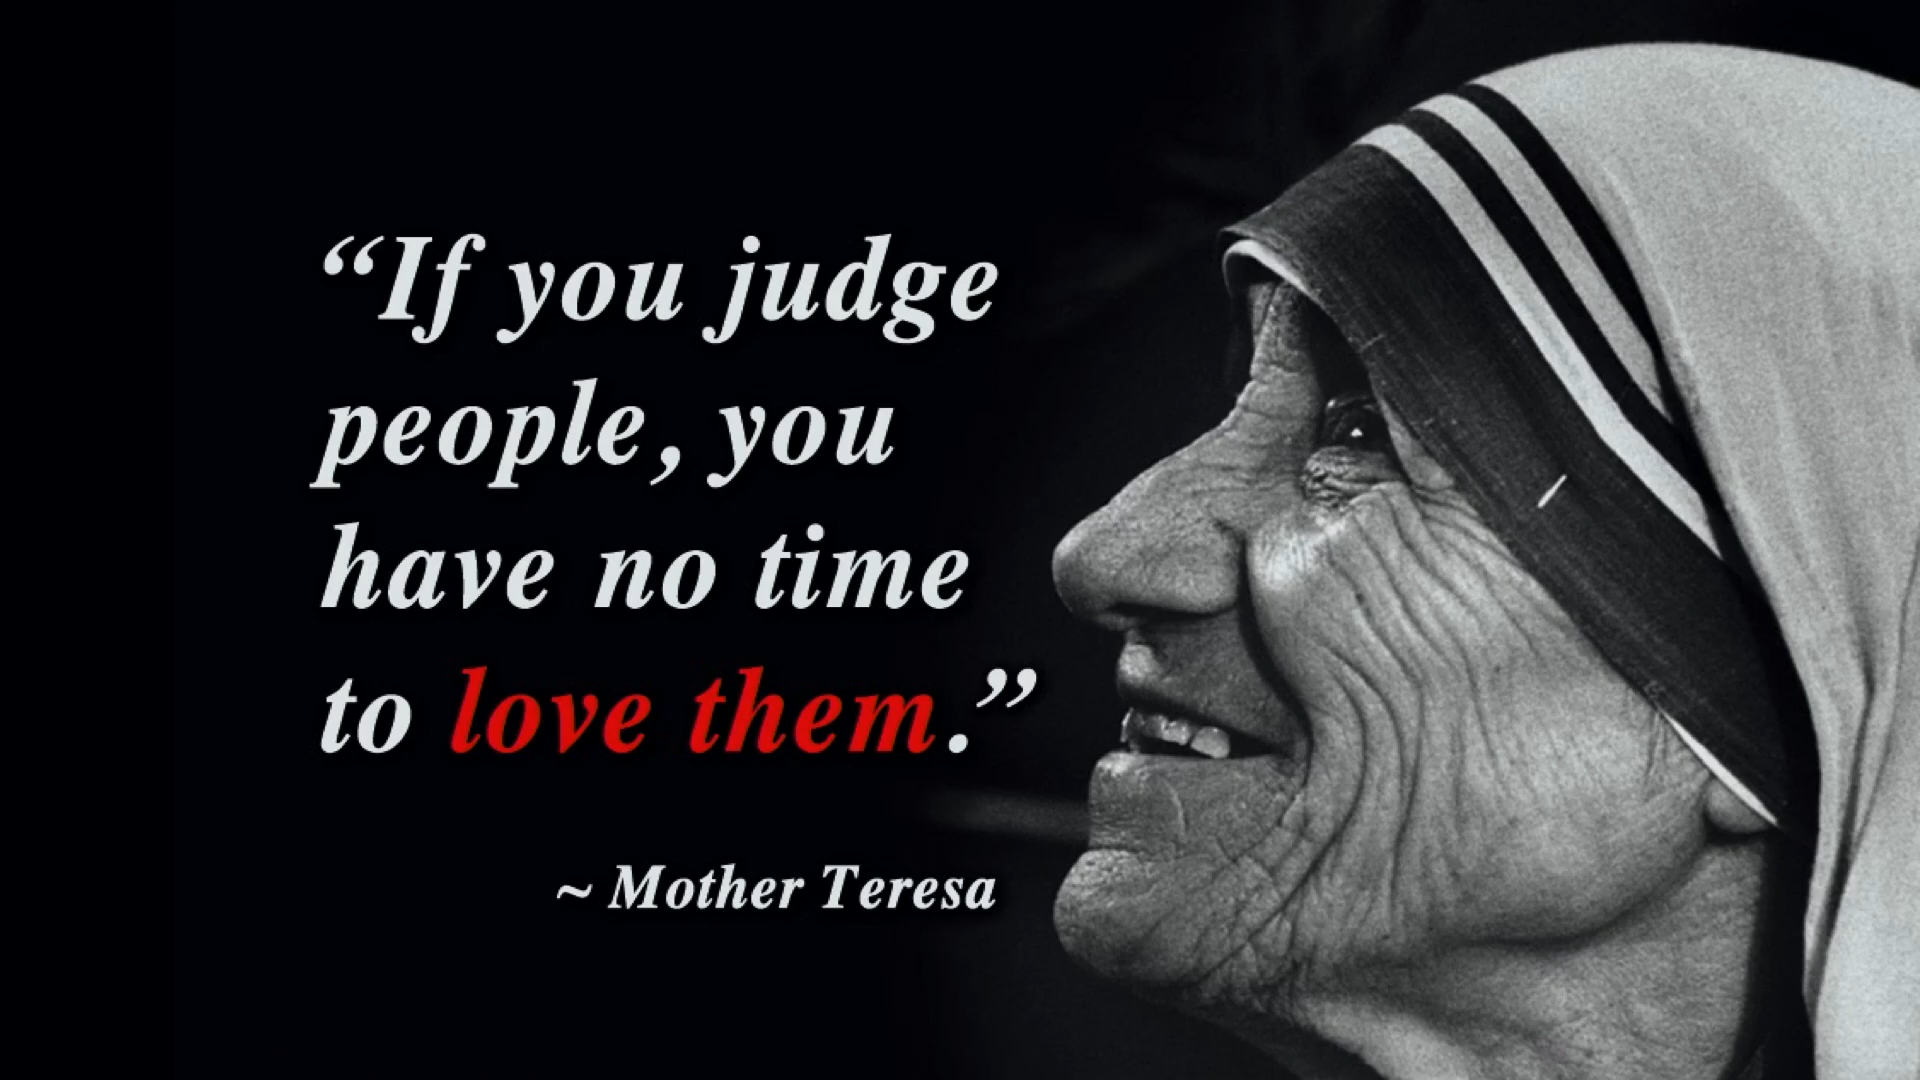 “If you judge
people, you
have no time
to love them.”
~ Mother Teresa